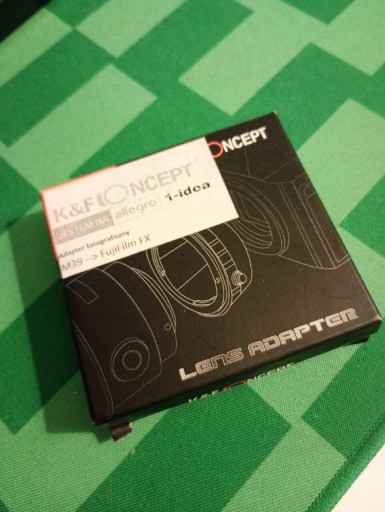 K&F CONCEPT
allegro | 1-idea
Adapter fotograficzny
M39 --> FujiFilm FX
ONCEPT
LENS ADAPTER
K&F CONCEPT